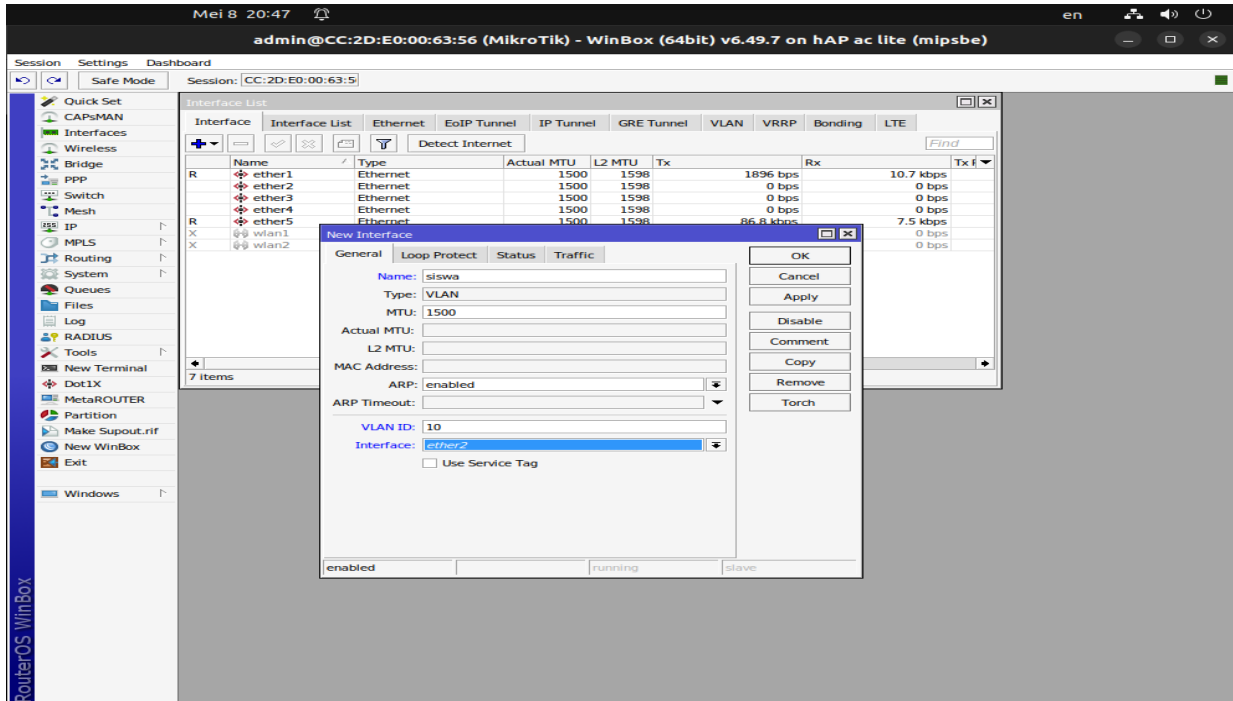 Mei 8 20:47
en
admin@CC:2D:E0:00:63:56 (MikroTik) - WinBox (64bit) v6.49.7 on hAP ac lite (mipsbe)
Session Settings Dashboard
Safe Mode Session: CC:2D:E0:00:63:5
Quick Set
CAPsMAN
Interfaces
Wireless
Bridge
PPP
Switch
Mesh
IP
MPLS
Routing
System
Queues
Files
Log
RADIUS
Tools
New Terminal
Dot1X
MetaROUTER
Partition
Make Supout.rif
New WinBox
Exit
Windows
RouterOS WinBox
Interface List
Interface Interface List Ethernet EoIP Tunnel IP Tunnel GRE Tunnel VLAN VRRP Bonding LTE
Detect Internet Find
Name Type Actual MTU L2 MTU Tx Rx Tx
R ether1 Ethernet 1500 1598 1896 bps 10.7 kbps
ether2 Ethernet 1500 1598 0 bps 0 bps
ether3 Ethernet 1500 1598 0 bps 0 bps
ether4 Ethernet 1500 1598 0 bps 0 bps
R ether5 Ethernet 1500 1598 86.8 kbps 7.5 kbps
X wlan1 0 bps
X wlan2 0 bps
7 items
New Interface
General Loop Protect Status Traffic
Name: siswa
Type: VLAN
MTU: 1500
Actual MTU:
L2 MTU:
MAC Address:
ARP: enabled
ARP Timeout:
VLAN ID: 10
Interface: ether2
Use Service Tag
OK
Cancel
Apply
Disable
Comment
Copy
Remove
Torch
enabled running slave